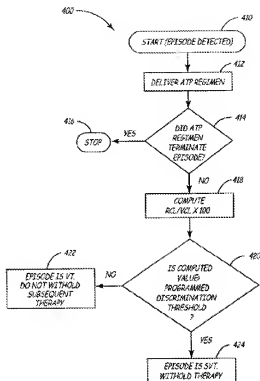 400
410
START (EPISODE DETECTED)
412
DELIVER ATP REGIMEN
414
416
STOP
YES
DID ATP
REGIMEN
TERMINATE
EPISODE?
NO
418
COMPUTE
RCL/VCL X 100
420
422
EPISODE IS VT.
DO NOT WITHOLD
SUBSEQUENT
THERAPY
NO
IS COMPUTED
VALUE›
PROGRAMMED
DISCRIMINATION
THRESHOLD
?
YES
424
EPISODE IS SVT.
WITHOLD THERAPY